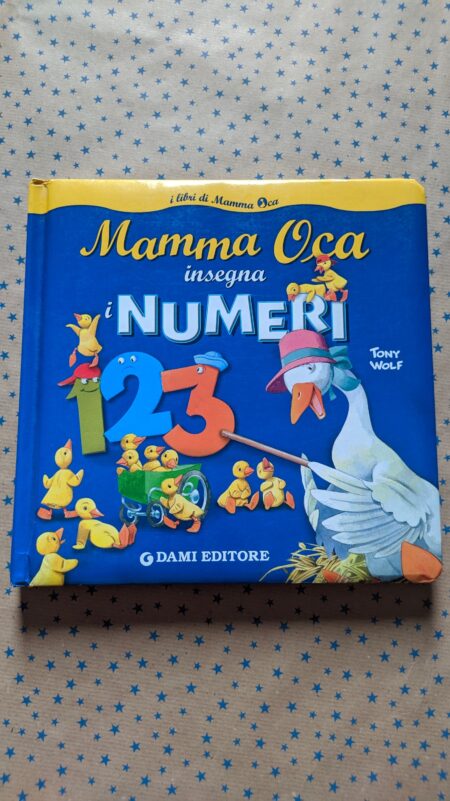 i libri di Mamma Oca
Mamma Oca
insegna
i NUMERI
TONY
WOLF
123
G DAMI EDITORE